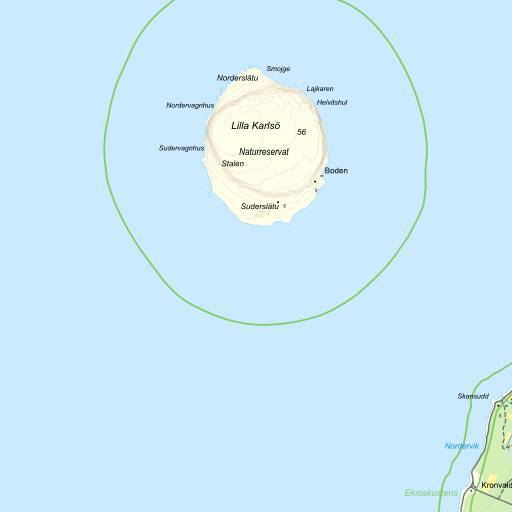 Smojge
Norderslätu
Lajkaren
Helvitshul
Nordervagnhus
Lilla Karlsö
56
Sudervagnhus
Naturreservat
Stalen
Boden
Suderslätu
Skansudd
Nordervik
Kronvald
Ekstakustens